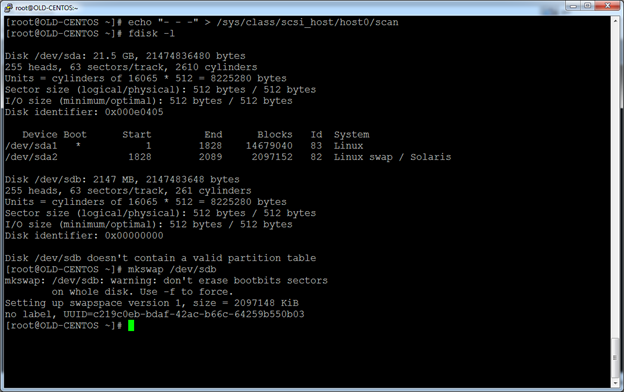 root@OLD-CENTOS:~
[root@OLD-CENTOS ~]# echo "- - -" > /sys/class/scsi_host/host0/scan
[root@OLD-CENTOS ~]# fdisk -l
Disk /dev/sda: 21.5 GB, 21474836480 bytes
255 heads, 63 sectors/track, 2610 cylinders
Units = cylinders of 16065 * 512 = 8225280 bytes
Sector size (logical/physical): 512 bytes / 512 bytes
I/O size (minimum/optimal): 512 bytes / 512 bytes
Disk identifier: 0x000e0405
Device Boot Start End Blocks Id System
/dev/sda1 * 1 1828 14679040 83 Linux
/dev/sda2 1828 2089 2097152 82 Linux swap / Solaris
Disk /dev/sdb: 2147 MB, 2147483648 bytes
255 heads, 63 sectors/track, 261 cylinders
Units = cylinders of 16065 * 512 = 8225280 bytes
Sector size (logical/physical): 512 bytes / 512 bytes
I/O size (minimum/optimal): 512 bytes / 512 bytes
Disk identifier: 0x00000000
Disk /dev/sdb doesn't contain a valid partition table
[root@OLD-CENTOS ~]# mkswap /dev/sdb
mkswap: /dev/sdb: warning: don't erase bootbits sectors
on whole disk. Use -f to force.
Setting up swapspace version 1, size = 2097148 KiB
no label, UUID=c219c0eb-bdaf-42ac-b66c-64259b550b03
[root@OLD-CENTOS ~]#